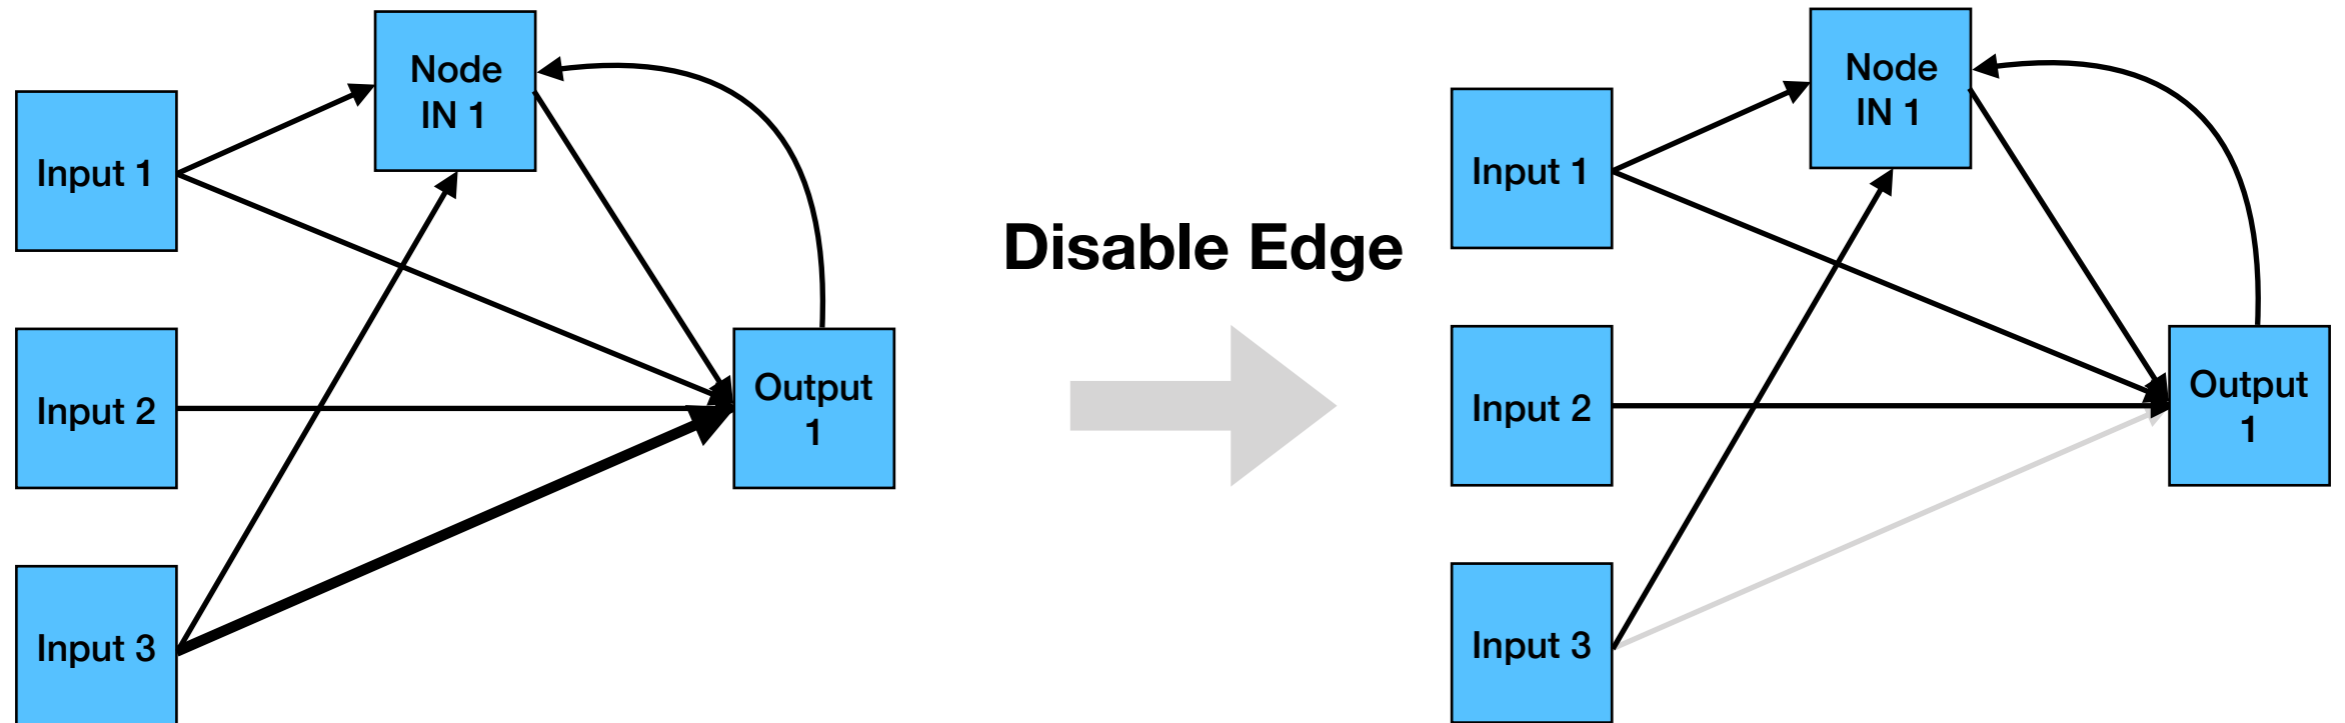 Node
IN 1
Input 1
Input 2
Output
1
Input 3
Disable Edge
Node
IN 1
Input 1
Input 2
Output
1
Input 3